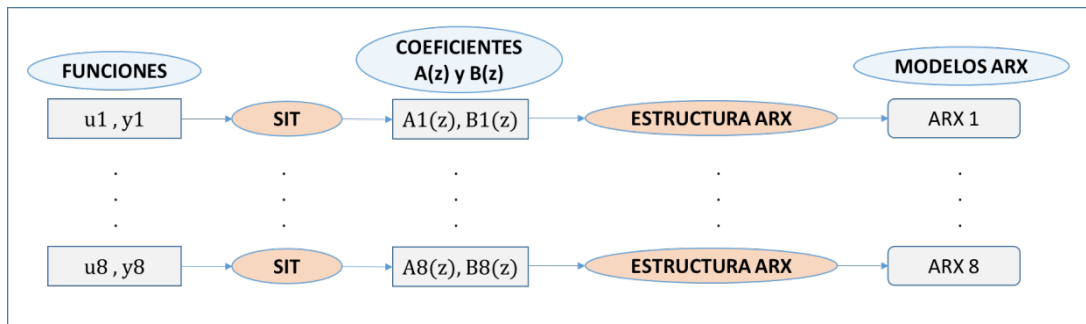 FUNCIONES
COEFICIENTES
A(z) y B(z)
MODELOS ARX
u1 , y1
SIT
A1(z), B1(z)
ESTRUCTURA ARX
ARX 1
. . . . .
. . . . .
. . . . .
u8 , y8
SIT
A8(z), B8(z)
ESTRUCTURA ARX
ARX 8